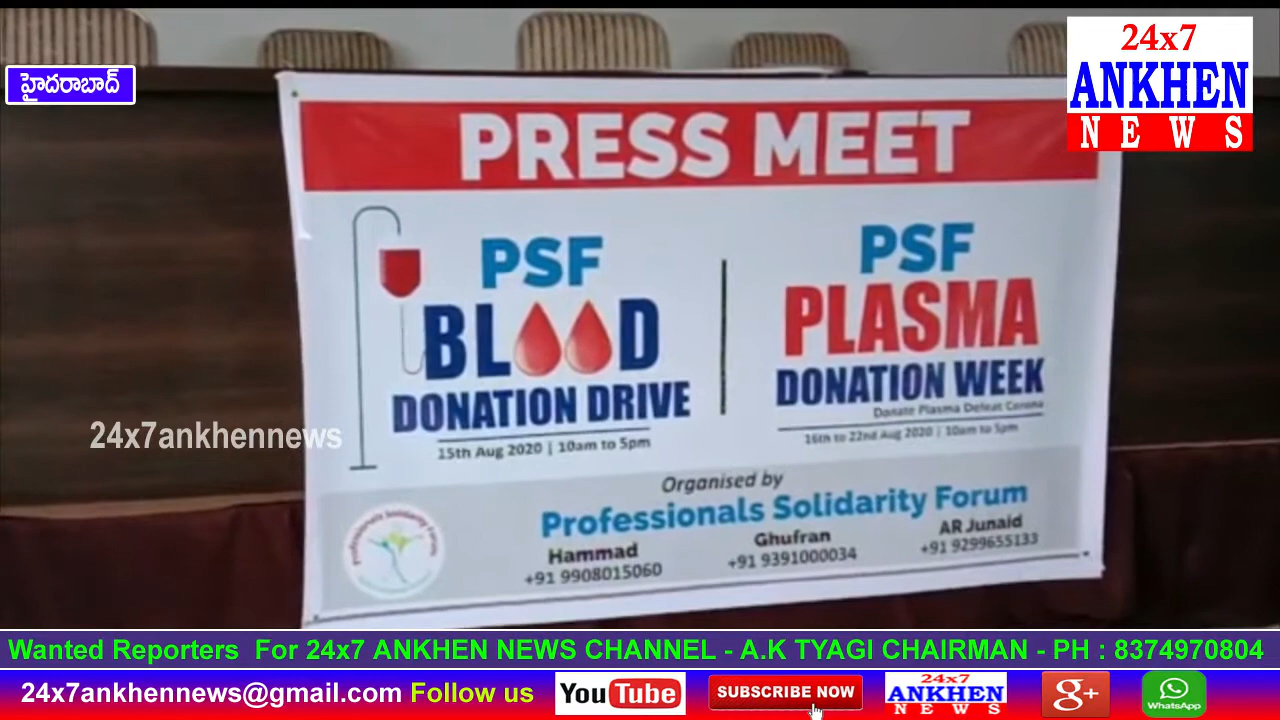 హైదరాబాద్
24x7
ANKHEN
NEWS
PRESS MEET
PSF
BLOOD
DONATION DRIVE
15th Aug 2020 | 10am to 5pm
PSF
PLASMA
DONATION WEEK
Donate Plasma Defeat Corona
16th to 22nd Aug 2020 | 10am to 5pm
24x7ankhennews
Organised by
Professionals Solidarity Forum
Professionals Solidarity Forum
Hammad
+91 9908015060
Ghufran
+91 9391000034
AR Junaid
+91 9299655133
Wanted Reporters For 24x7 ANKHEN NEWS CHANNEL - A.K TYAGI CHAIRMAN - PH : 8374970804
24x7ankhennews@gmail.com Follow us
YouTube
SUBSCRIBE NOW
24x7
ANKHEN
NEWS
g+
WhatsApp